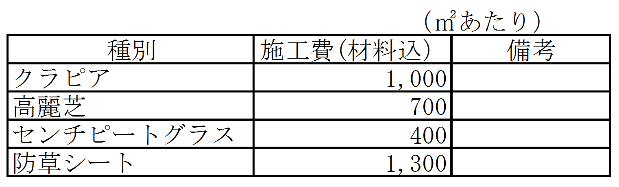 (㎡あたり)
種別 施工費(材料込) 備考
クラピア 1,000
高麗芝 700
センチピートグラス 400
防草シート 1,300